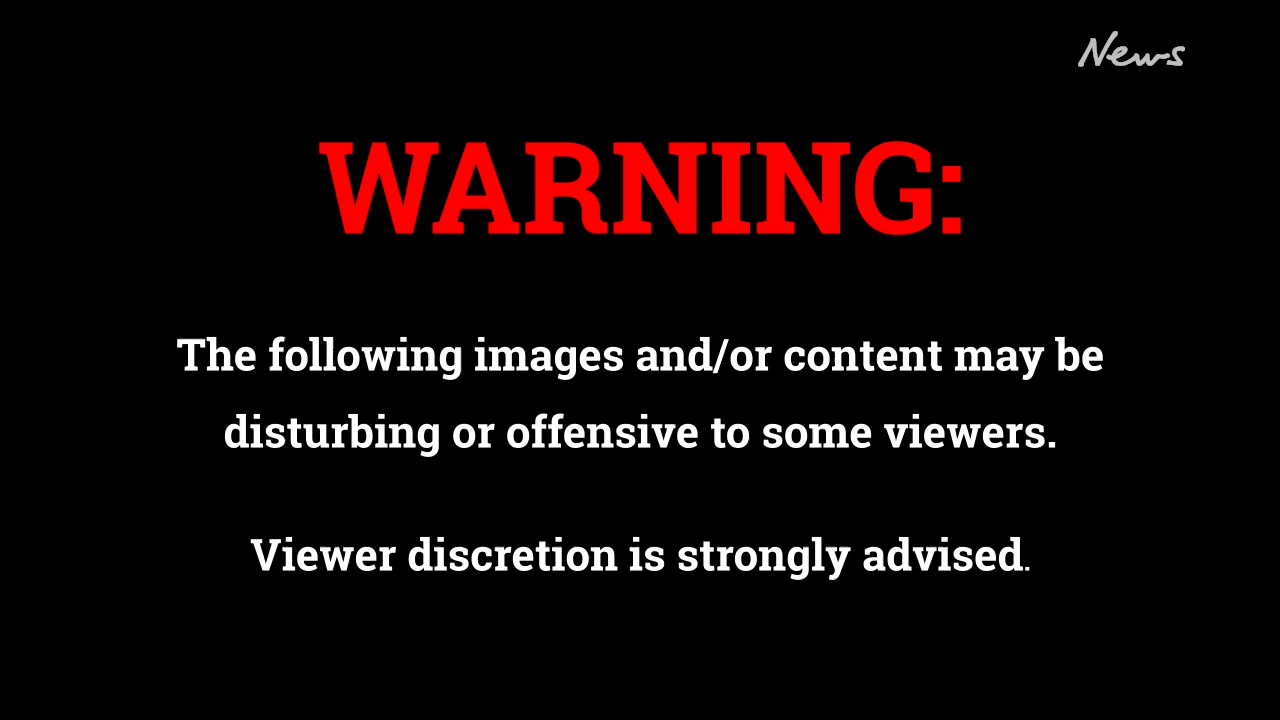 News
WARNING:
The following images and/or content may be
disturbing or offensive to some viewers.
Viewer discretion is strongly advised.